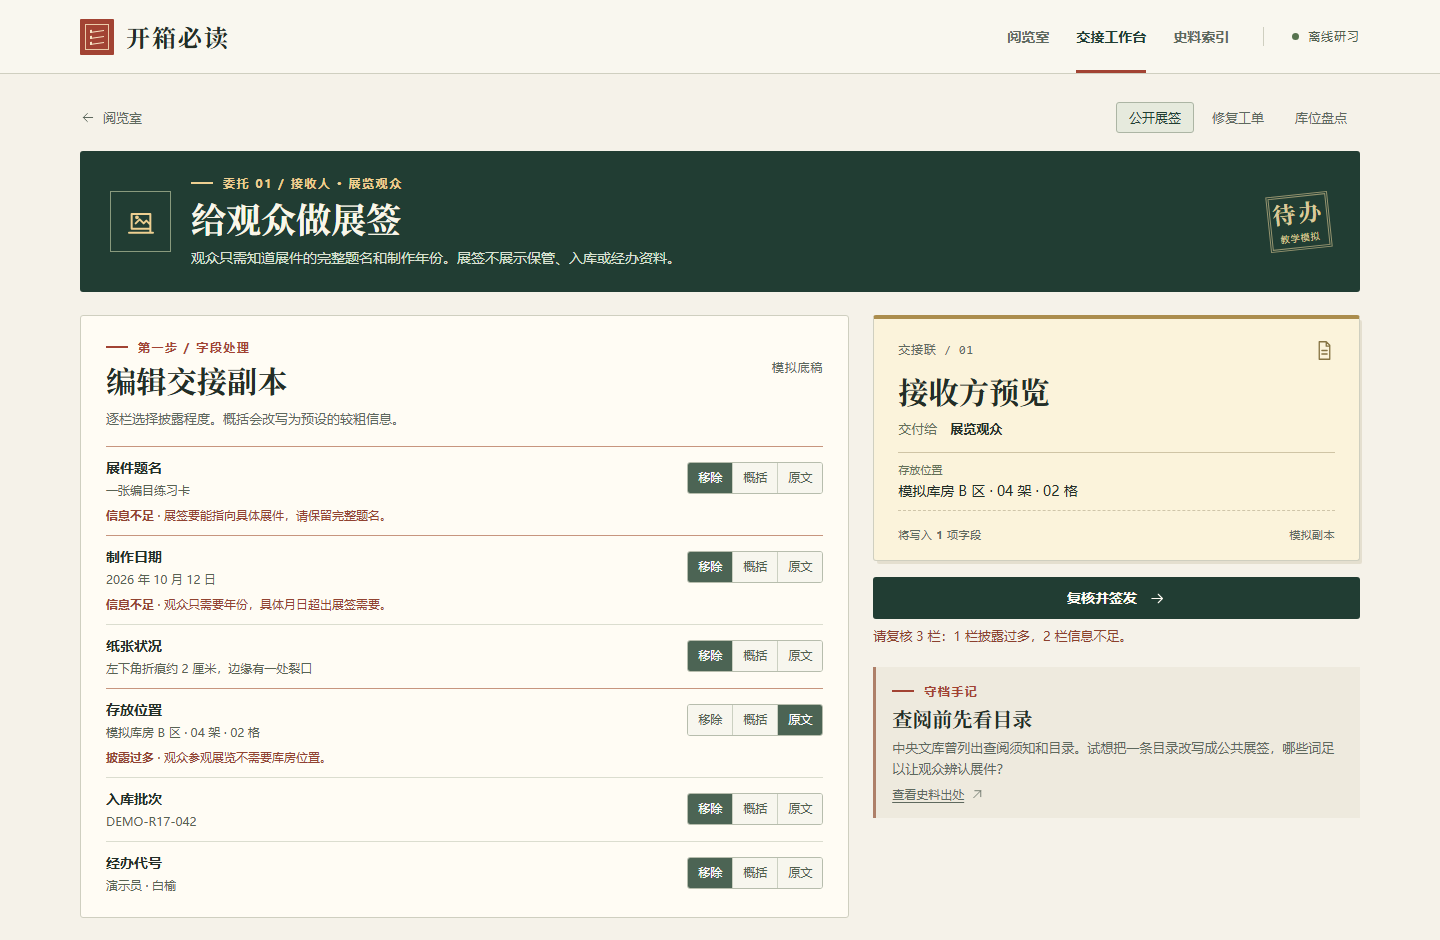 开箱必读
阅览室 交接工作台 史料索引 离线研习
← 阅览室
公开展签 修复工单 库位盘点
委托 01 / 接收人 · 展览观众
给观众做展签
观众只需知道展件的完整题名和制作年份。展签不展示保管、入库或经办资料。
待办
教学模拟
第一步 / 字段处理
编辑交接副本
模拟底稿
逐栏选择披露程度。概括会改写为预设的较粗信息。
展件题名
一张编目练习卡
信息不足 · 展签要能指向具体展件，请保留完整题名。
移除 概括 原文
制作日期
2026 年 10 月 12 日
信息不足 · 观众只需要年份，具体月日超出展签需要。
移除 概括 原文
纸张状况
左下角折痕约 2 厘米，边缘有一处裂口
移除 概括 原文
存放位置
模拟库房 B 区 · 04 架 · 02 格
披露过多 · 观众参观展览不需要库房位置。
移除 概括 原文
入库批次
DEMO-R17-042
移除 概括 原文
经办代号
演示员 · 白榆
移除 概括 原文
交接联 / 01
接收方预览
交付给 展览观众
存放位置
模拟库房 B 区 · 04 架 · 02 格
将写入 1 项字段 模拟副本
复核并签发 →
请复核 3 栏：1 栏披露过多，2 栏信息不足。
守档手记
查阅前先看目录
中央文库曾列出查阅须知和目录。试想把一条目录改写成公共展签，哪些词足
以让观众辨认展件？
查看史料出处 ↗